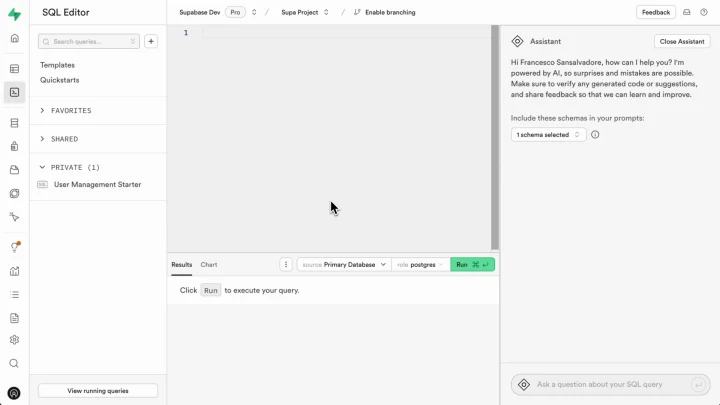 SQL Editor
Supabase Dev Pro / Supa Project / Enable branching
Feedback
Search queries...
Templates
Quickstarts
FAVORITES
SHARED
PRIVATE (1)
SQL User Management Starter
View running queries
1
Results Chart
source Primary Database
role postgres
Run
Click Run to execute your query.
Assistant
Close Assistant
Hi Francesco Sansalvadore, how can I help you? I'm
powered by AI, so surprises and mistakes are possible.
Make sure to verify any generated code or suggestions,
and share feedback so that we can learn and improve.
Include these schemas in your prompts:
1 schema selected
Ask a question about your SQL query